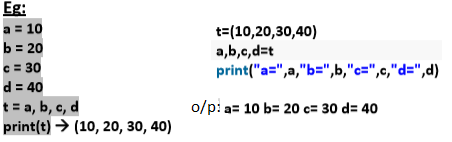 Eg:
a = 10
b = 20
c = 30
d = 40
t = a, b, c, d
print(t) → (10, 20, 30, 40)
t=(10,20,30,40)
a,b,c,d=t
print("a=",a,"b=",b,"c=",c,"d=",d)
o/p: a= 10 b= 20 c= 30 d= 40